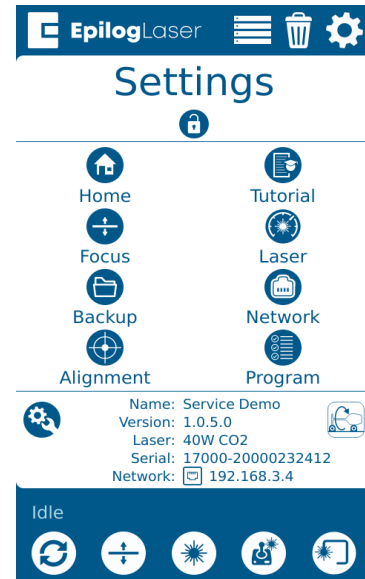 EpilogLaser
Settings
Home Tutorial
Focus Laser
Backup Network
Alignment Program
Name: Service Demo
Version: 1.0.5.0
Laser: 40W CO2
Serial: 17000-20000232412
Network: 192.168.3.4
Idle